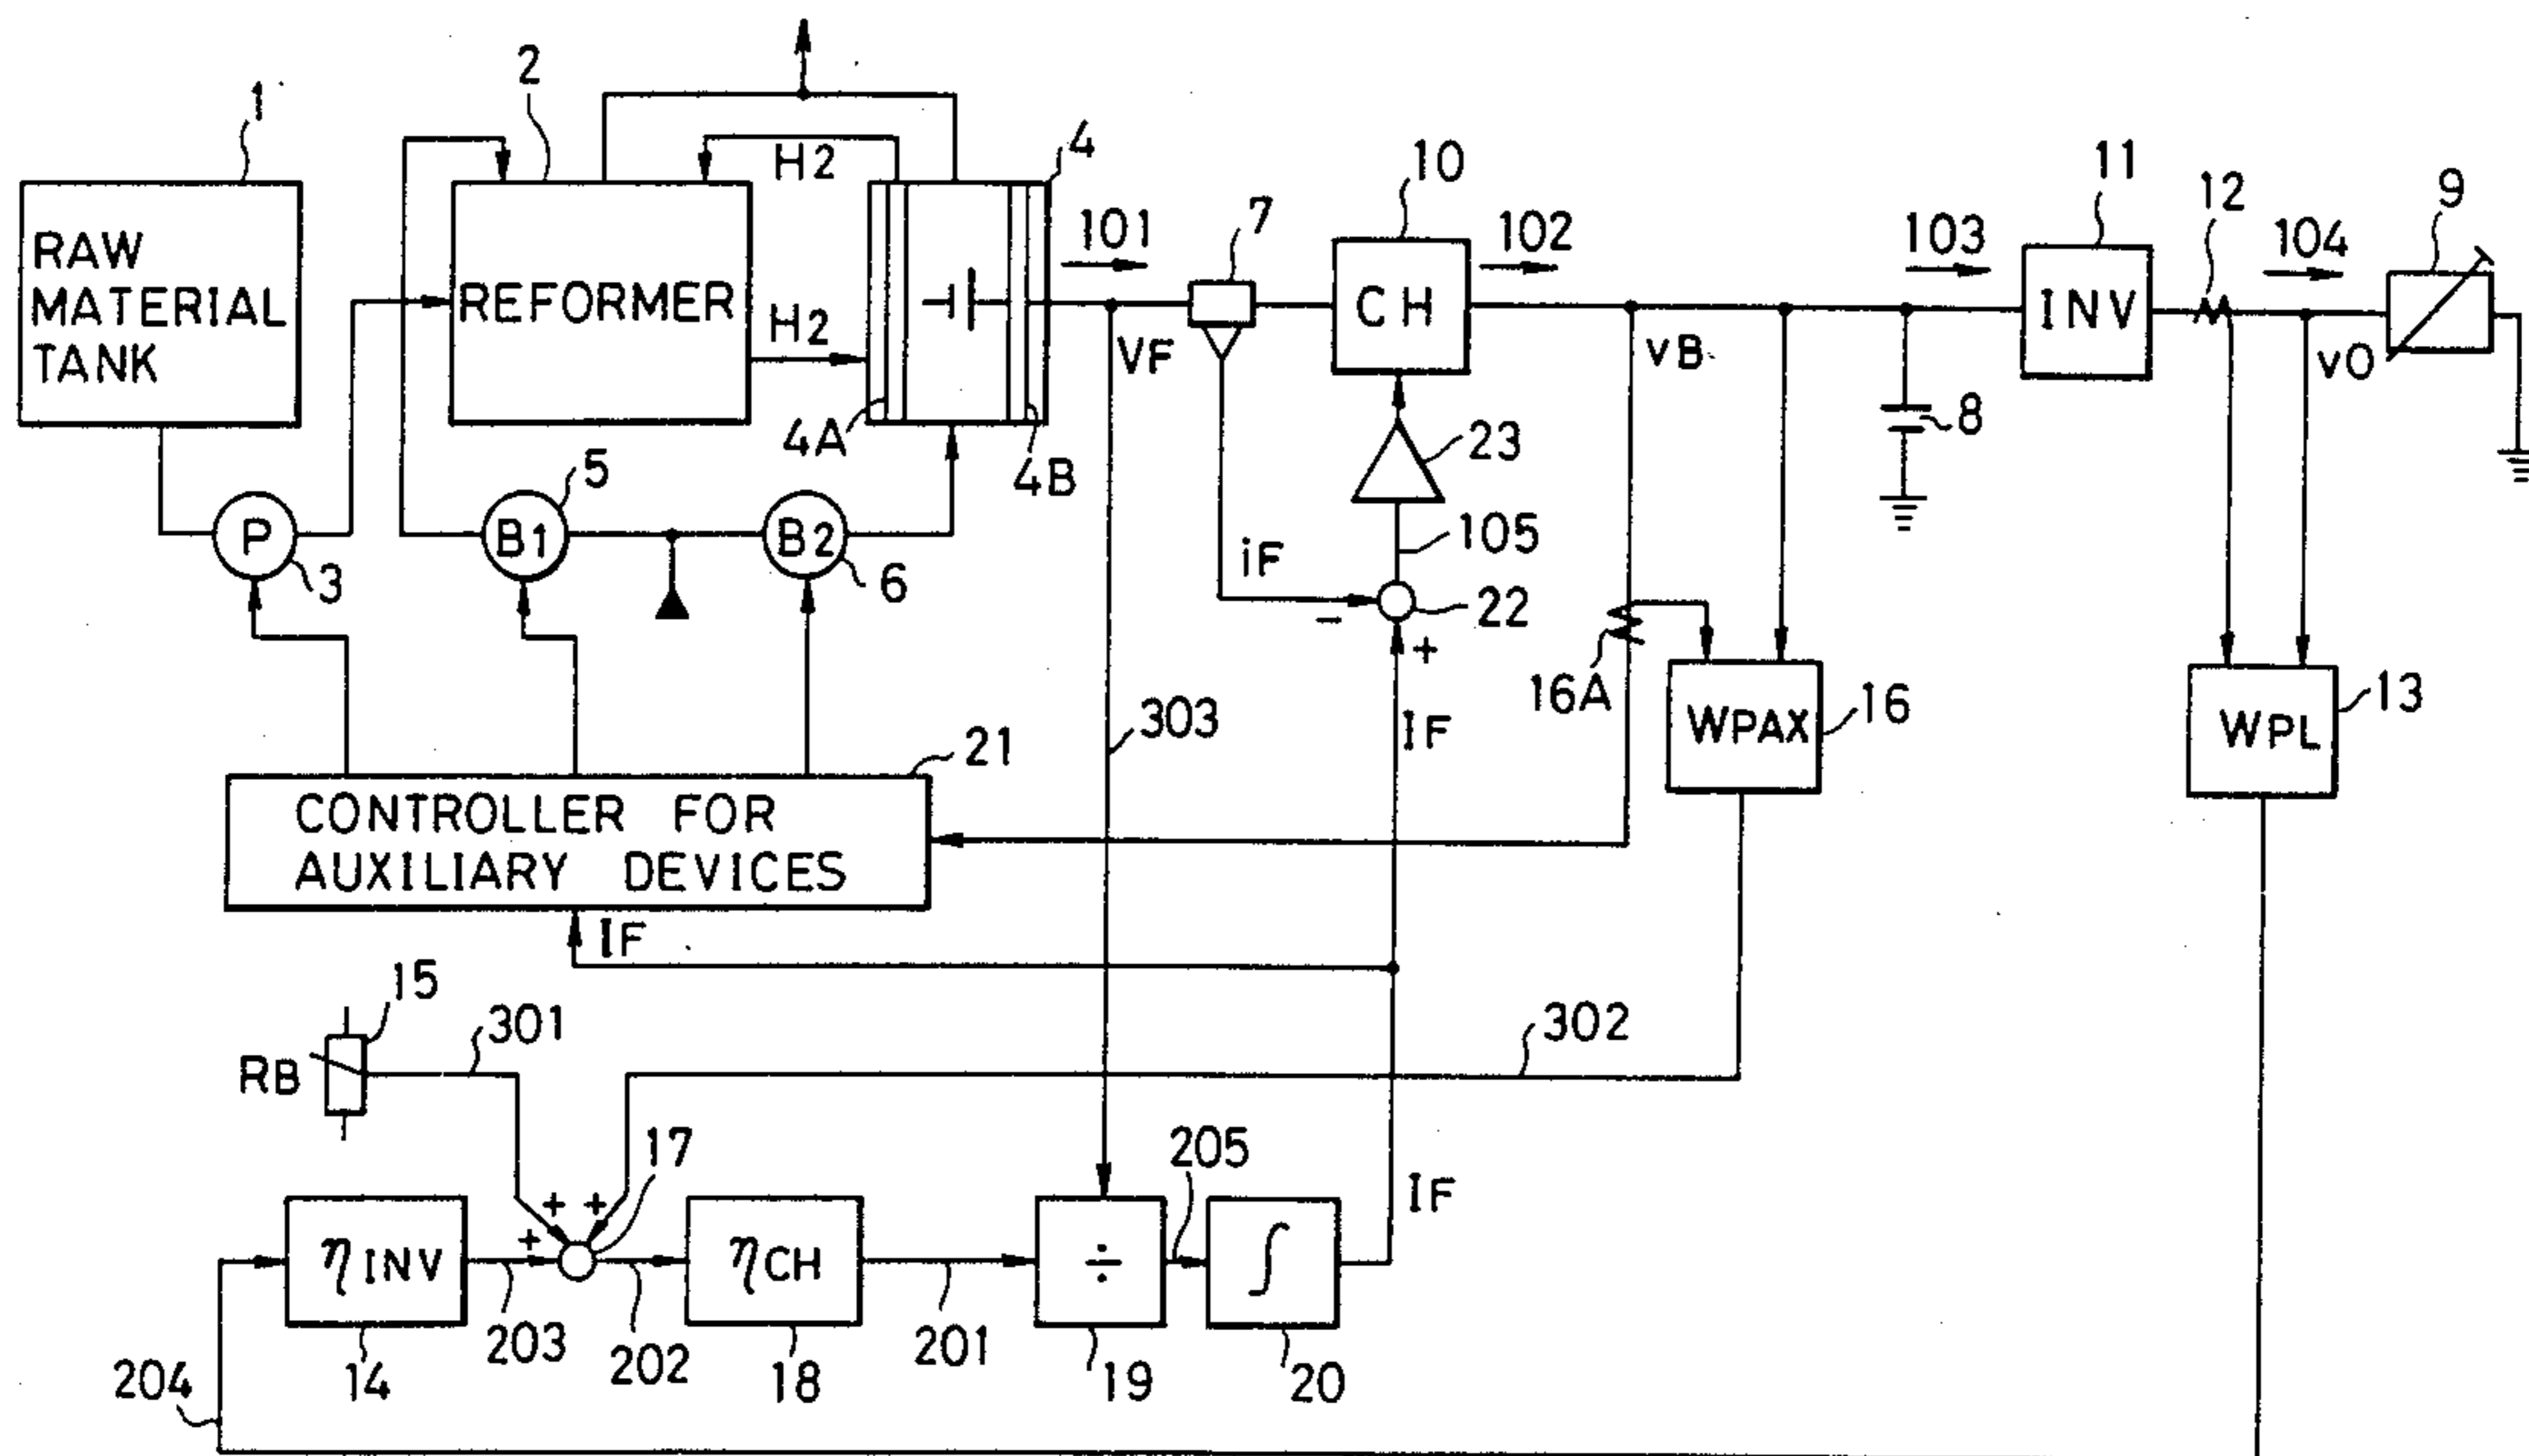 1
2
H2
4
RAW
MATERIAL
TANK
REFORMER
H2
4A
4B
101
VF
7
10
CH
102
vB
103
11
INV
12
104
vO
9
8
P
3
5
B1
B2
6
23
105
iF
-
22
+
IF
16A
WPAX
16
WPL
13
303
21
CONTROLLER FOR
AUXILIARY DEVICES
IF
15
RB
301
302
17
+ +
+
ηINV
14
203
202
ηCH
18
201
÷
19
205
∫
20
IF
204